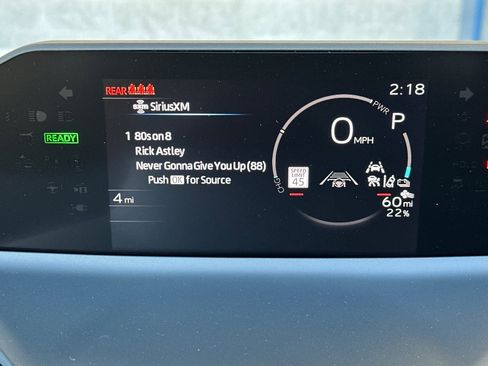 REAR
2:18
SiriusXM
PWR
1 80s on 8
Rick Astley
Never Gonna Give You Up (88)
Push OK for Source
0 MPH
P
READY
SPEED
LIMIT
45
CHG
4 mi
60 mi
22%